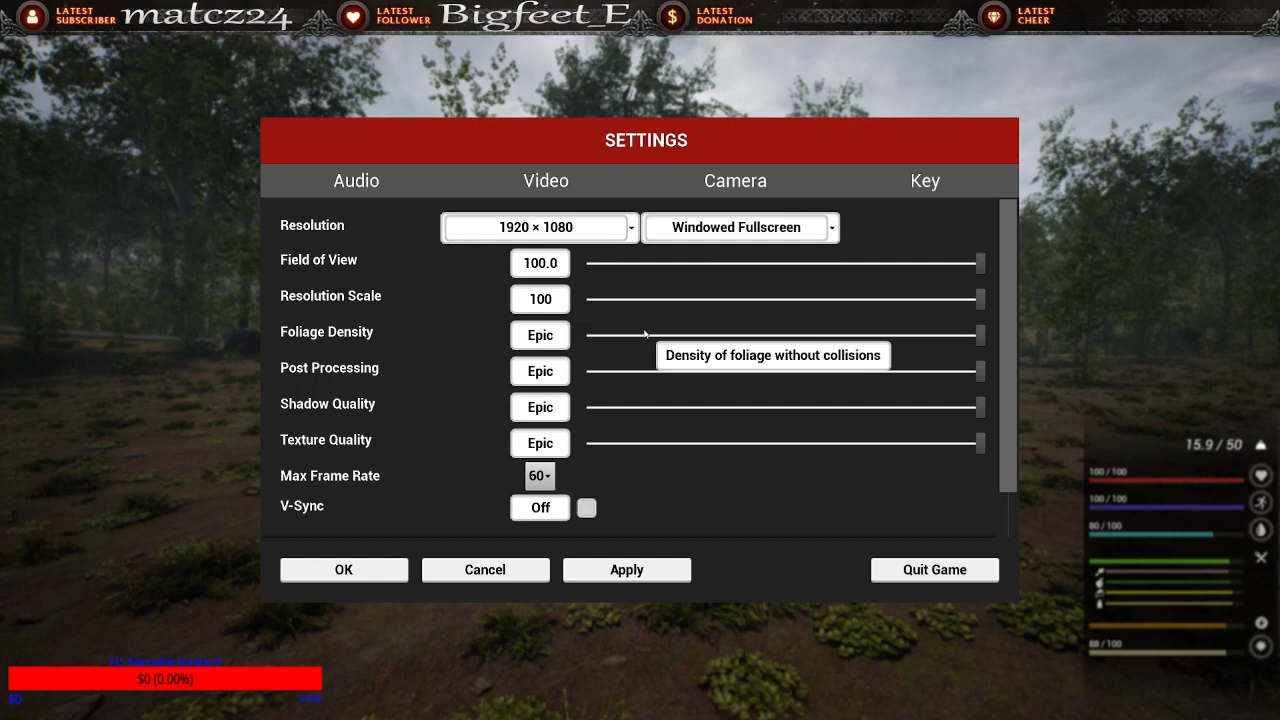 LATEST SUBSCRIBER matcz24 LATEST FOLLOWER Bigfeet_E LATEST DONATION LATEST CHEER
SETTINGS
Audio Video Camera Key
Resolution 1920 × 1080 Windowed Fullscreen
Field of View 100.0
Resolution Scale 100
Foliage Density Epic
Density of foliage without collisions
Post Processing Epic
Shadow Quality Epic
Texture Quality Epic
Max Frame Rate 60
V-Sync Off
OK Cancel Apply Quit Game
15.9 / 50
100 / 100
100 / 100
80 / 100
88 / 100
$0 (0.00%)
$0